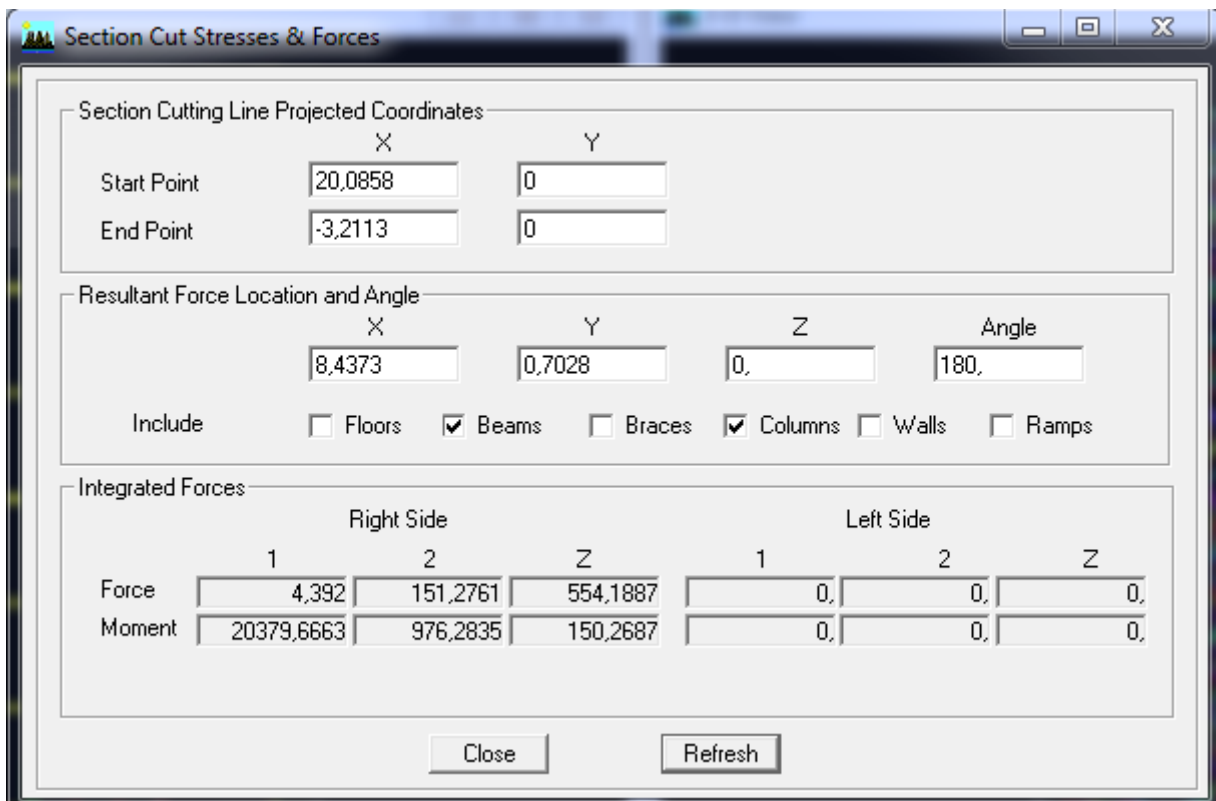 Section Cut Stresses & Forces
Section Cutting Line Projected Coordinates
X Y
Start Point 20,0858 0
End Point -3,2113 0
Resultant Force Location and Angle
X Y Z Angle
8,4373 0,7028 0, 180,
Include Floors Beams Braces Columns Walls Ramps
Integrated Forces
Right Side Left Side
1 2 Z 1 2 Z
Force 4,392 151,2761 554,1887 0, 0, 0,
Moment 20379,6663 976,2835 150,2687 0, 0, 0,
Close Refresh